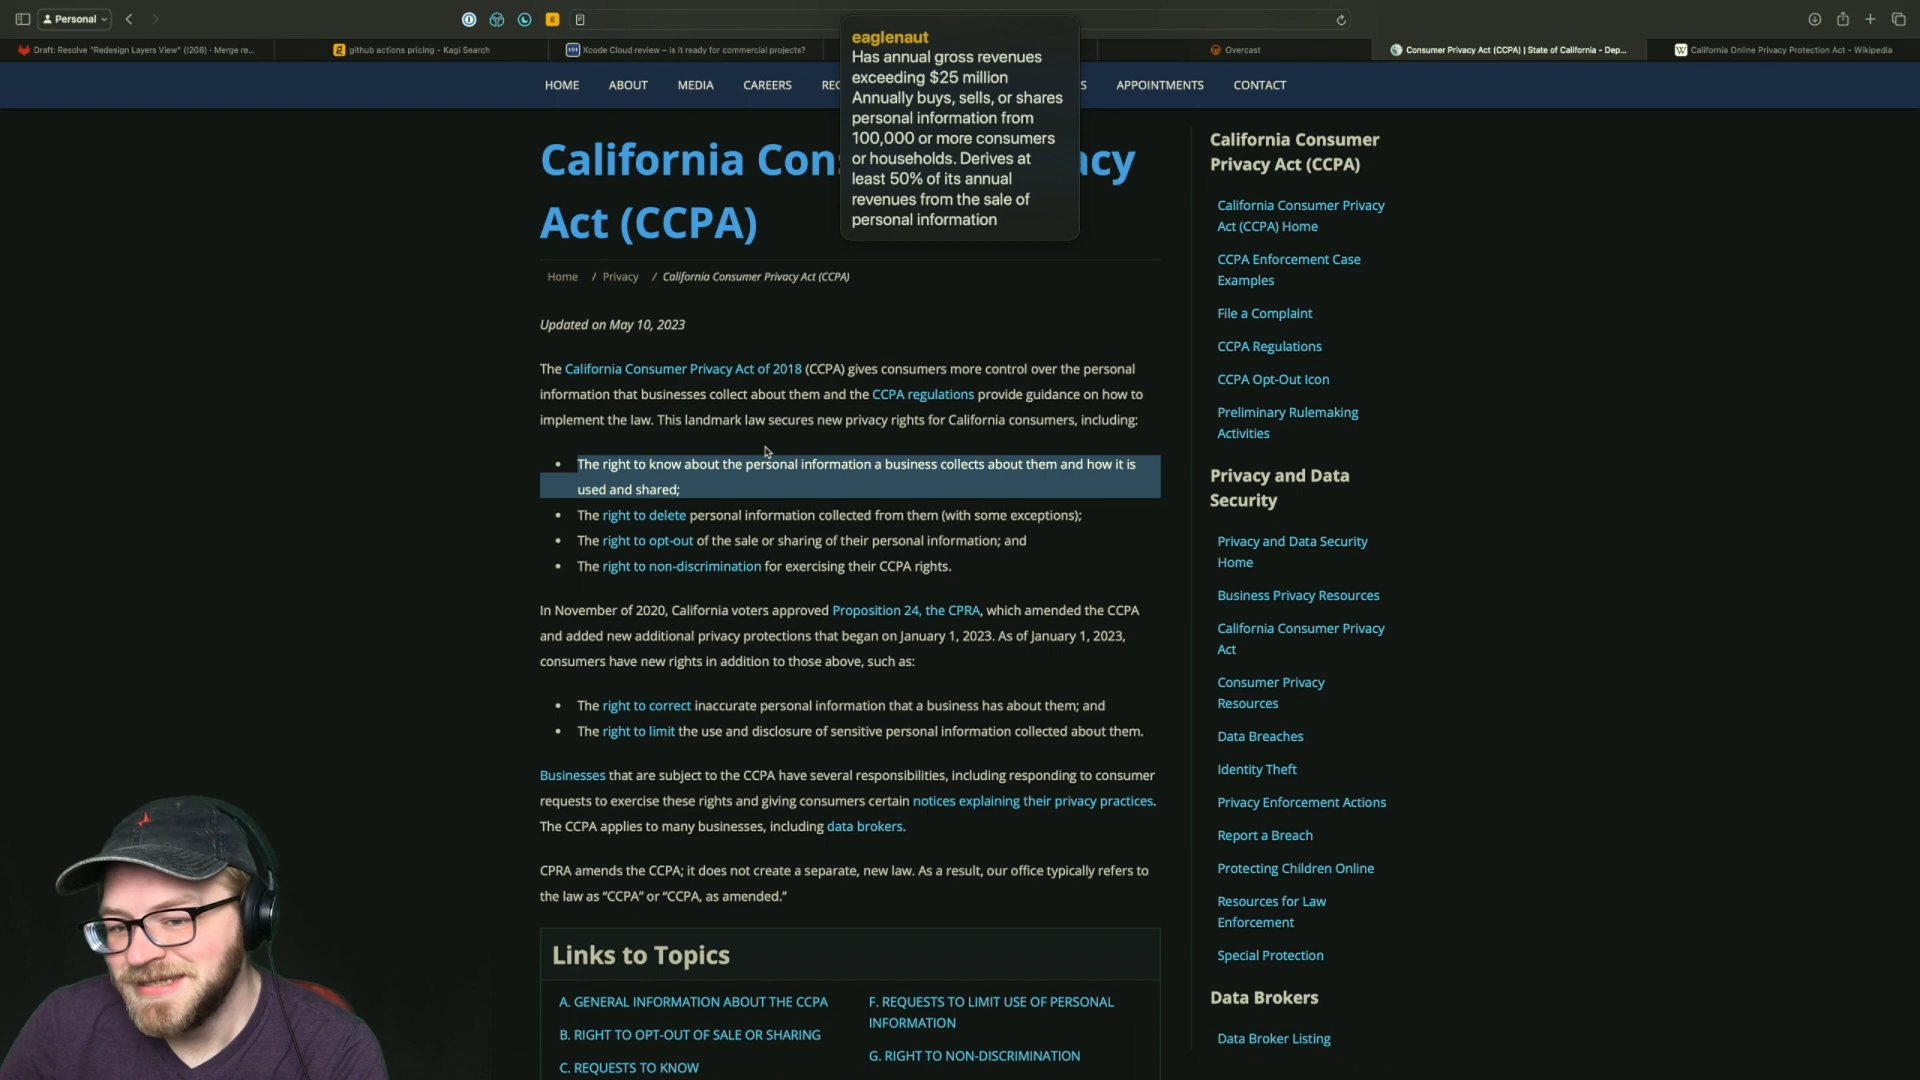 Personal
Draft: Resolve "Redesign Layers View" (!208) · Merge re...
github actions pricing - Kagi Search
Xcode Cloud review – is it ready for commercial projects?
Overcast
Consumer Privacy Act (CCPA) | State of California - Dep...
California Online Privacy Protection Act - Wikipedia
HOME
ABOUT
MEDIA
CAREERS
REG
S
APPOINTMENTS
CONTACT
eaglenaut
Has annual gross revenues
exceeding $25 million
Annually buys, sells, or shares
personal information from
100,000 or more consumers
or households. Derives at
least 50% of its annual
revenues from the sale of
personal information
California Con acy
Act (CCPA)
Home / Privacy / California Consumer Privacy Act (CCPA)
Updated on May 10, 2023
The California Consumer Privacy Act of 2018 (CCPA) gives consumers more control over the personal
information that businesses collect about them and the CCPA regulations provide guidance on how to
implement the law. This landmark law secures new privacy rights for California consumers, including:
• The right to know about the personal information a business collects about them and how it is
used and shared;
• The right to delete personal information collected from them (with some exceptions);
• The right to opt-out of the sale or sharing of their personal information; and
• The right to non-discrimination for exercising their CCPA rights.
In November of 2020, California voters approved Proposition 24, the CPRA, which amended the CCPA
and added new additional privacy protections that began on January 1, 2023. As of January 1, 2023,
consumers have new rights in addition to those above, such as:
• The right to correct inaccurate personal information that a business has about them; and
• The right to limit the use and disclosure of sensitive personal information collected about them.
Businesses that are subject to the CCPA have several responsibilities, including responding to consumer
requests to exercise these rights and giving consumers certain notices explaining their privacy practices.
The CCPA applies to many businesses, including data brokers.
CPRA amends the CCPA; it does not create a separate, new law. As a result, our office typically refers to
the law as “CCPA” or “CCPA, as amended.”
Links to Topics
A. GENERAL INFORMATION ABOUT THE CCPA
B. RIGHT TO OPT-OUT OF SALE OR SHARING
C. REQUESTS TO KNOW
F. REQUESTS TO LIMIT USE OF PERSONAL
INFORMATION
G. RIGHT TO NON-DISCRIMINATION
California Consumer
Privacy Act (CCPA)
California Consumer Privacy
Act (CCPA) Home
CCPA Enforcement Case
Examples
File a Complaint
CCPA Regulations
CCPA Opt-Out Icon
Preliminary Rulemaking
Activities
Privacy and Data
Security
Privacy and Data Security
Home
Business Privacy Resources
California Consumer Privacy
Act
Consumer Privacy
Resources
Data Breaches
Identity Theft
Privacy Enforcement Actions
Report a Breach
Protecting Children Online
Resources for Law
Enforcement
Special Protection
Data Brokers
Data Broker Listing